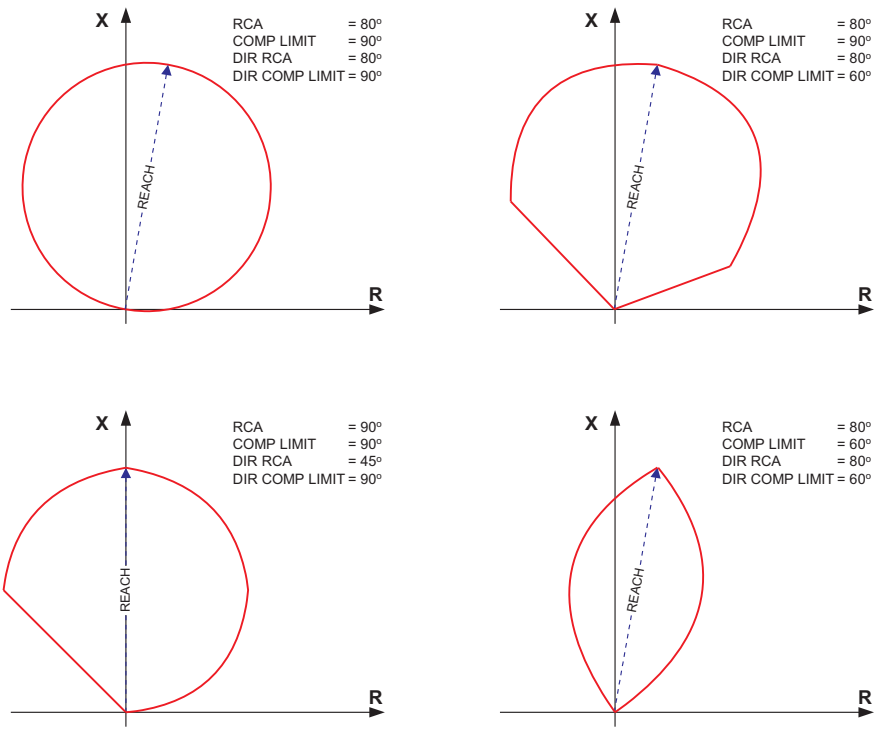 X
RCA = 80º
COMP LIMIT = 90º
DIR RCA = 80º
DIR COMP LIMIT = 90º
REACH
R
X
RCA = 80º
COMP LIMIT = 90º
DIR RCA = 80º
DIR COMP LIMIT = 60º
REACH
R
X
RCA = 90º
COMP LIMIT = 90º
DIR RCA = 45º
DIR COMP LIMIT = 90º
REACH
R
X
RCA = 80º
COMP LIMIT = 60º
DIR RCA = 80º
DIR COMP LIMIT = 60º
REACH
R